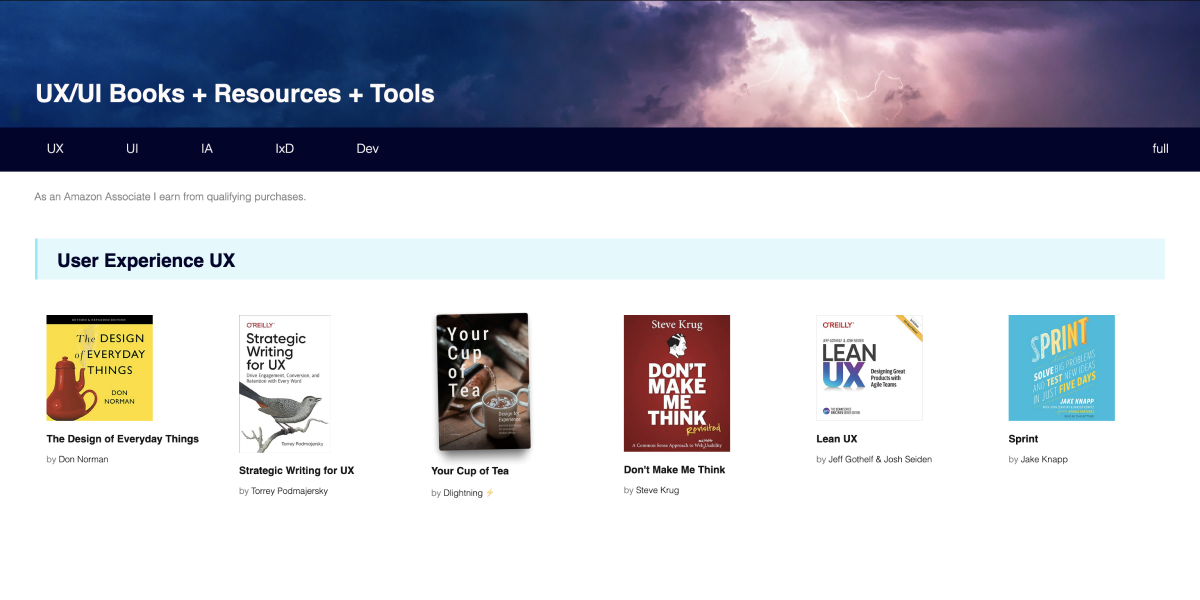 UX/UI Books + Resources + Tools
UX
UI
IA
IxD
Dev
full
As an Amazon Associate I earn from qualifying purchases.
User Experience UX
The DESIGN
of EVERYDAY
THINGS
DON
NORMAN
The Design of Everyday Things
by Don Norman
O'REILLY
Strategic
Writing
for UX
Drive Engagement, Conversion, and
Retention with Every Word
Torrey Podmajersky
Strategic Writing for UX
by Torrey Podmajersky
Your
Cup
of
Tea
Design for
Experience
Your Cup of Tea
by Dlightning ⚡
Steve Krug
DON'T
MAKE
ME
THINK
Revisited
A Common Sense Approach to Web Usability
Don't Make Me Think
by Steve Krug
O'REILLY
JEFF GOTHELF & JOSH SEIDEN
LEAN
UX
Designing Great
Products with
Agile Teams
Lean UX
by Jeff Gothelf & Josh Seiden
SPRINT
SOLVE BIG PROBLEMS
AND TEST NEW IDEAS
IN JUST FIVE DAYS
JAKE KNAPP
Sprint
by Jake Knapp